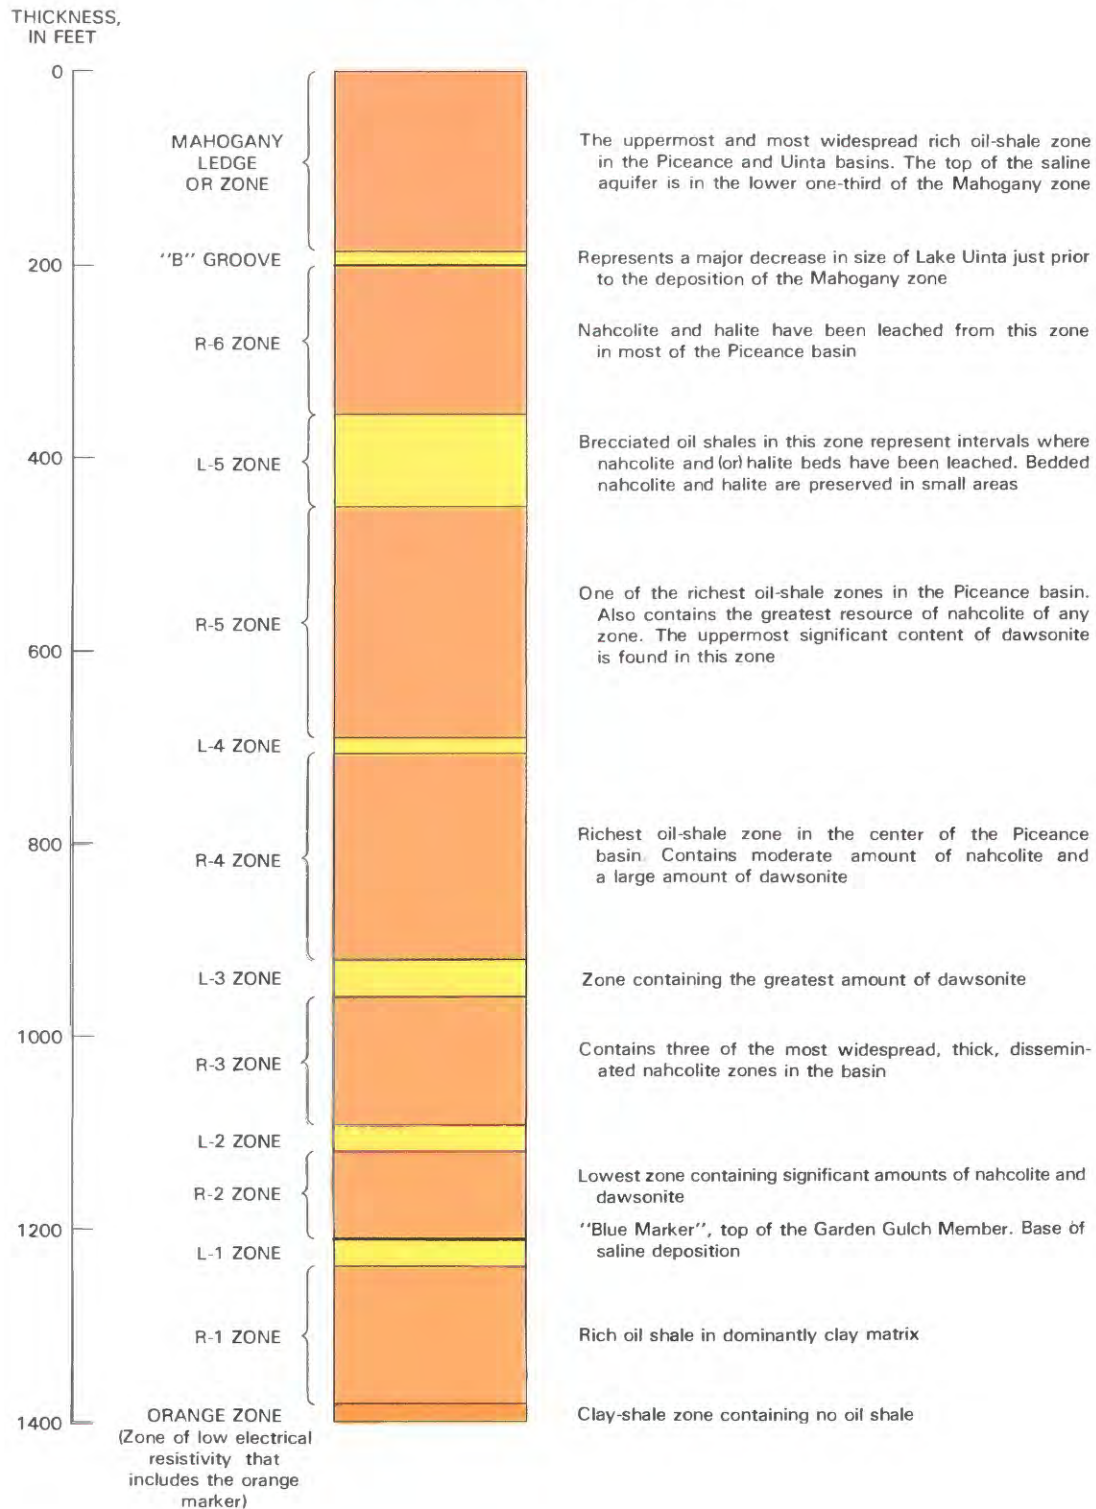 THICKNESS,
IN FEET
0
MAHOGANY
LEDGE
OR ZONE
The uppermost and most widespread rich oil-shale zone
in the Piceance and Uinta basins. The top of the saline
aquifer is in the lower one-third of the Mahogany zone
200
"B" GROOVE
Represents a major decrease in size of Lake Uinta just prior
to the deposition of the Mahogany zone
R-6 ZONE
Nahcolite and halite have been leached from this zone
in most of the Piceance basin
400
L-5 ZONE
Brecciated oil shales in this zone represent intervals where
nahcolite and (or) halite beds have been leached. Bedded
nahcolite and halite are preserved in small areas
R-5 ZONE
One of the richest oil-shale zones in the Piceance basin.
Also contains the greatest resource of nahcolite of any
zone. The uppermost significant content of dawsonite
is found in this zone
600
L-4 ZONE
800
R-4 ZONE
Richest oil-shale zone in the center of the Piceance
basin. Contains moderate amount of nahcolite and
a large amount of dawsonite
L-3 ZONE
Zone containing the greatest amount of dawsonite
1000
R-3 ZONE
Contains three of the most widespread, thick, dissemin-
ated nahcolite zones in the basin
L-2 ZONE
R-2 ZONE
Lowest zone containing significant amounts of nahcolite and
dawsonite
1200
"Blue Marker", top of the Garden Gulch Member. Base of
saline deposition
L-1 ZONE
R-1 ZONE
Rich oil shale in dominantly clay matrix
1400
ORANGE ZONE
(Zone of low electrical
resistivity that
includes the orange
marker)
Clay-shale zone containing no oil shale